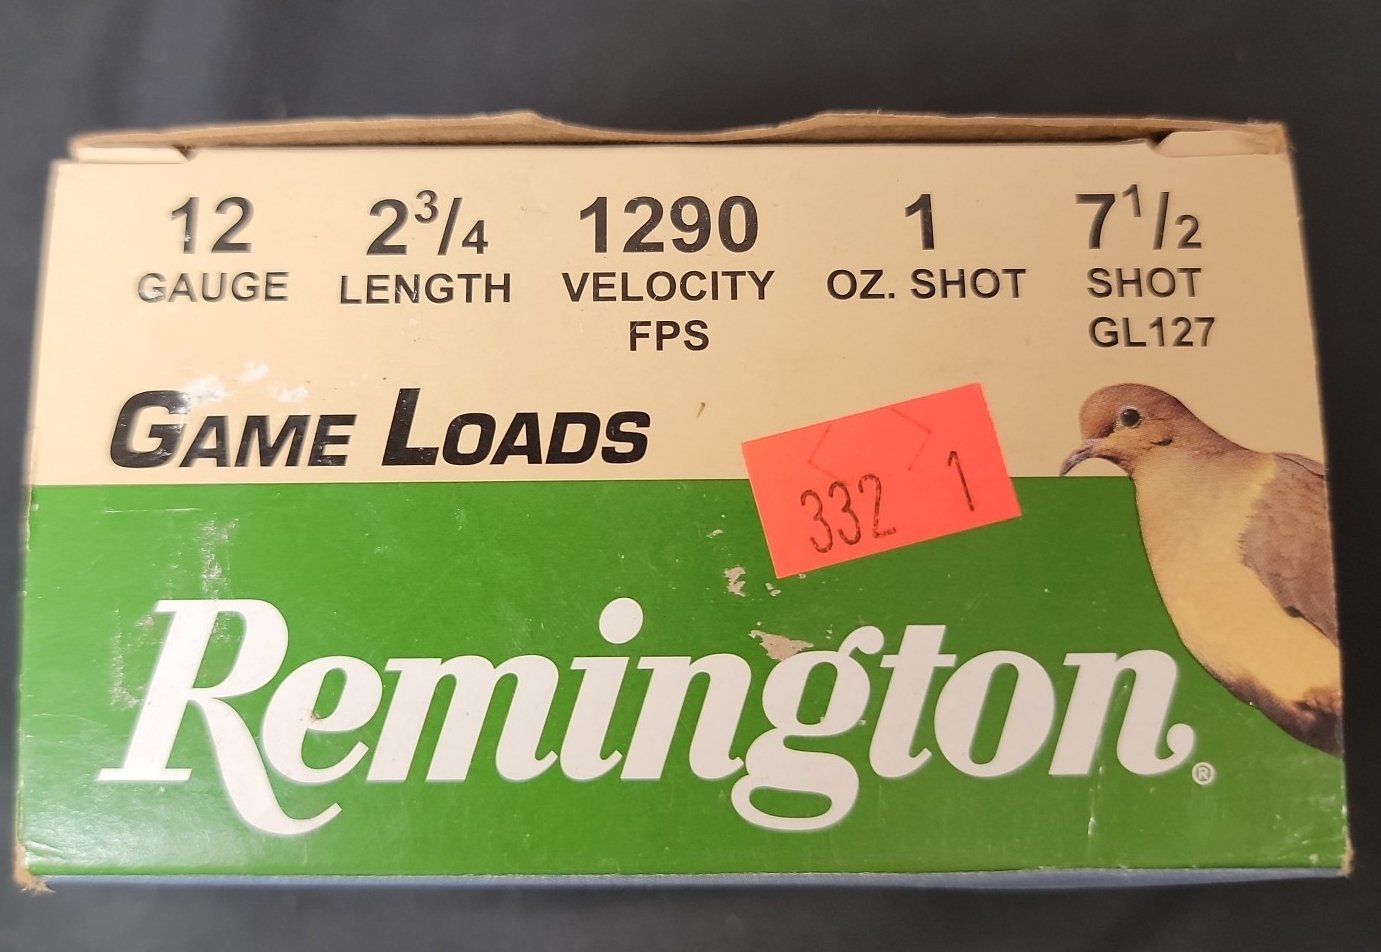 12 2 3/4 1290 1 7 1/2
GAUGE LENGTH VELOCITY OZ. SHOT SHOT
FPS GL127
GAME LOADS
332 1
Remington®